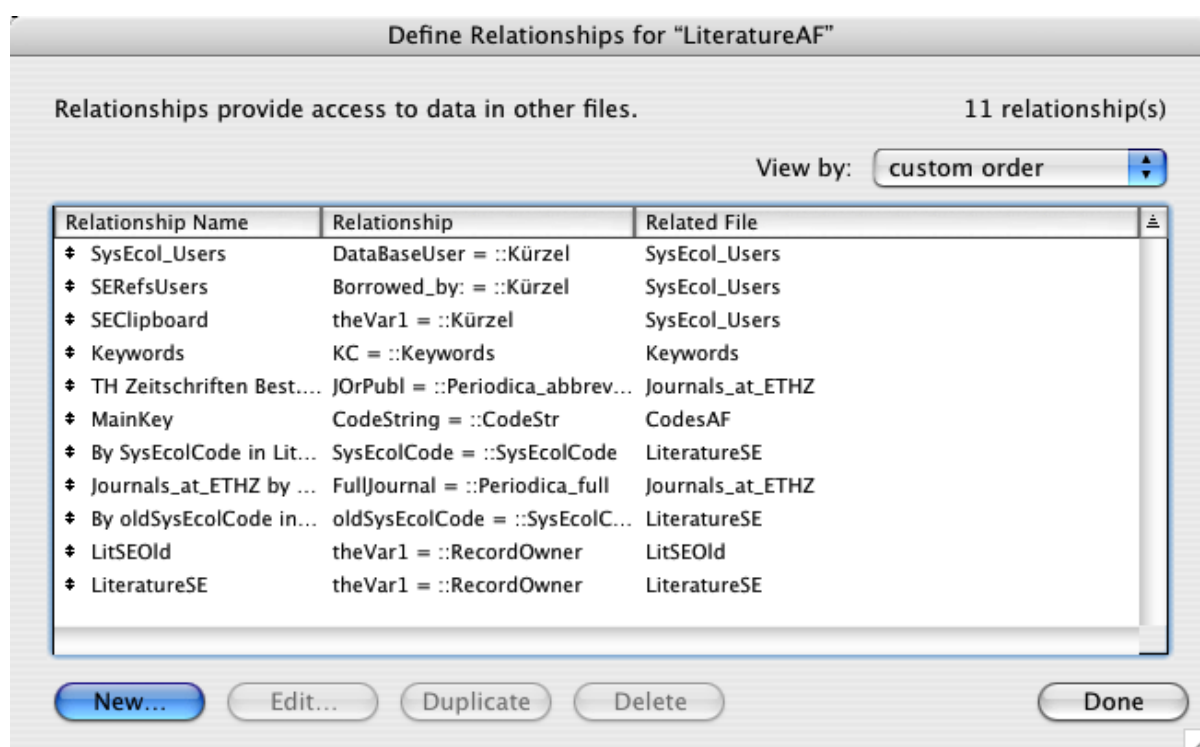 Define Relationships for “LiteratureAF”
Relationships provide access to data in other files. 11 relationship(s)
View by: custom order
Relationship Name Relationship Related File
SysEcol_Users DataBaseUser = ::Kürzel SysEcol_Users
SERefsUsers Borrowed_by: = ::Kürzel SysEcol_Users
SEClipboard theVar1 = ::Kürzel SysEcol_Users
Keywords KC = ::Keywords Keywords
TH Zeitschriften Best.... JOrPubl = ::Periodica_abbrev... Journals_at_ETHZ
MainKey CodeString = ::CodeStr CodesAF
By SysEcolCode in Lit... SysEcolCode = ::SysEcolCode LiteratureSE
Journals_at_ETHZ by ... FullJournal = ::Periodica_full Journals_at_ETHZ
By oldSysEcolCode in... oldSysEcolCode = ::SysEcolC... LiteratureSE
LitSEOld theVar1 = ::RecordOwner LitSEOld
LiteratureSE theVar1 = ::RecordOwner LiteratureSE
New... Edit... Duplicate Delete Done